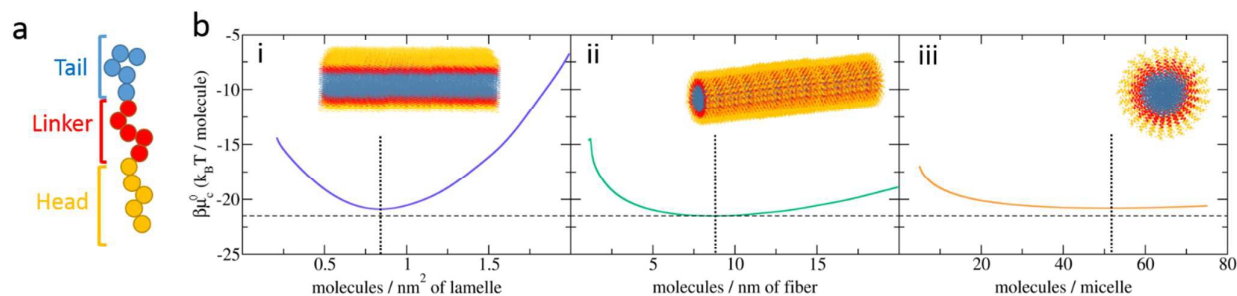 a
Tail
Linker
Head
b
βμ⁰c (kBT / molecule)
-5
-10
-15
-20
-25
i
ii
iii
0.5 1 1.5
5 10 15
20 40 60 80
molecules / nm² of lamelle
molecules / nm of fiber
molecules / micelle